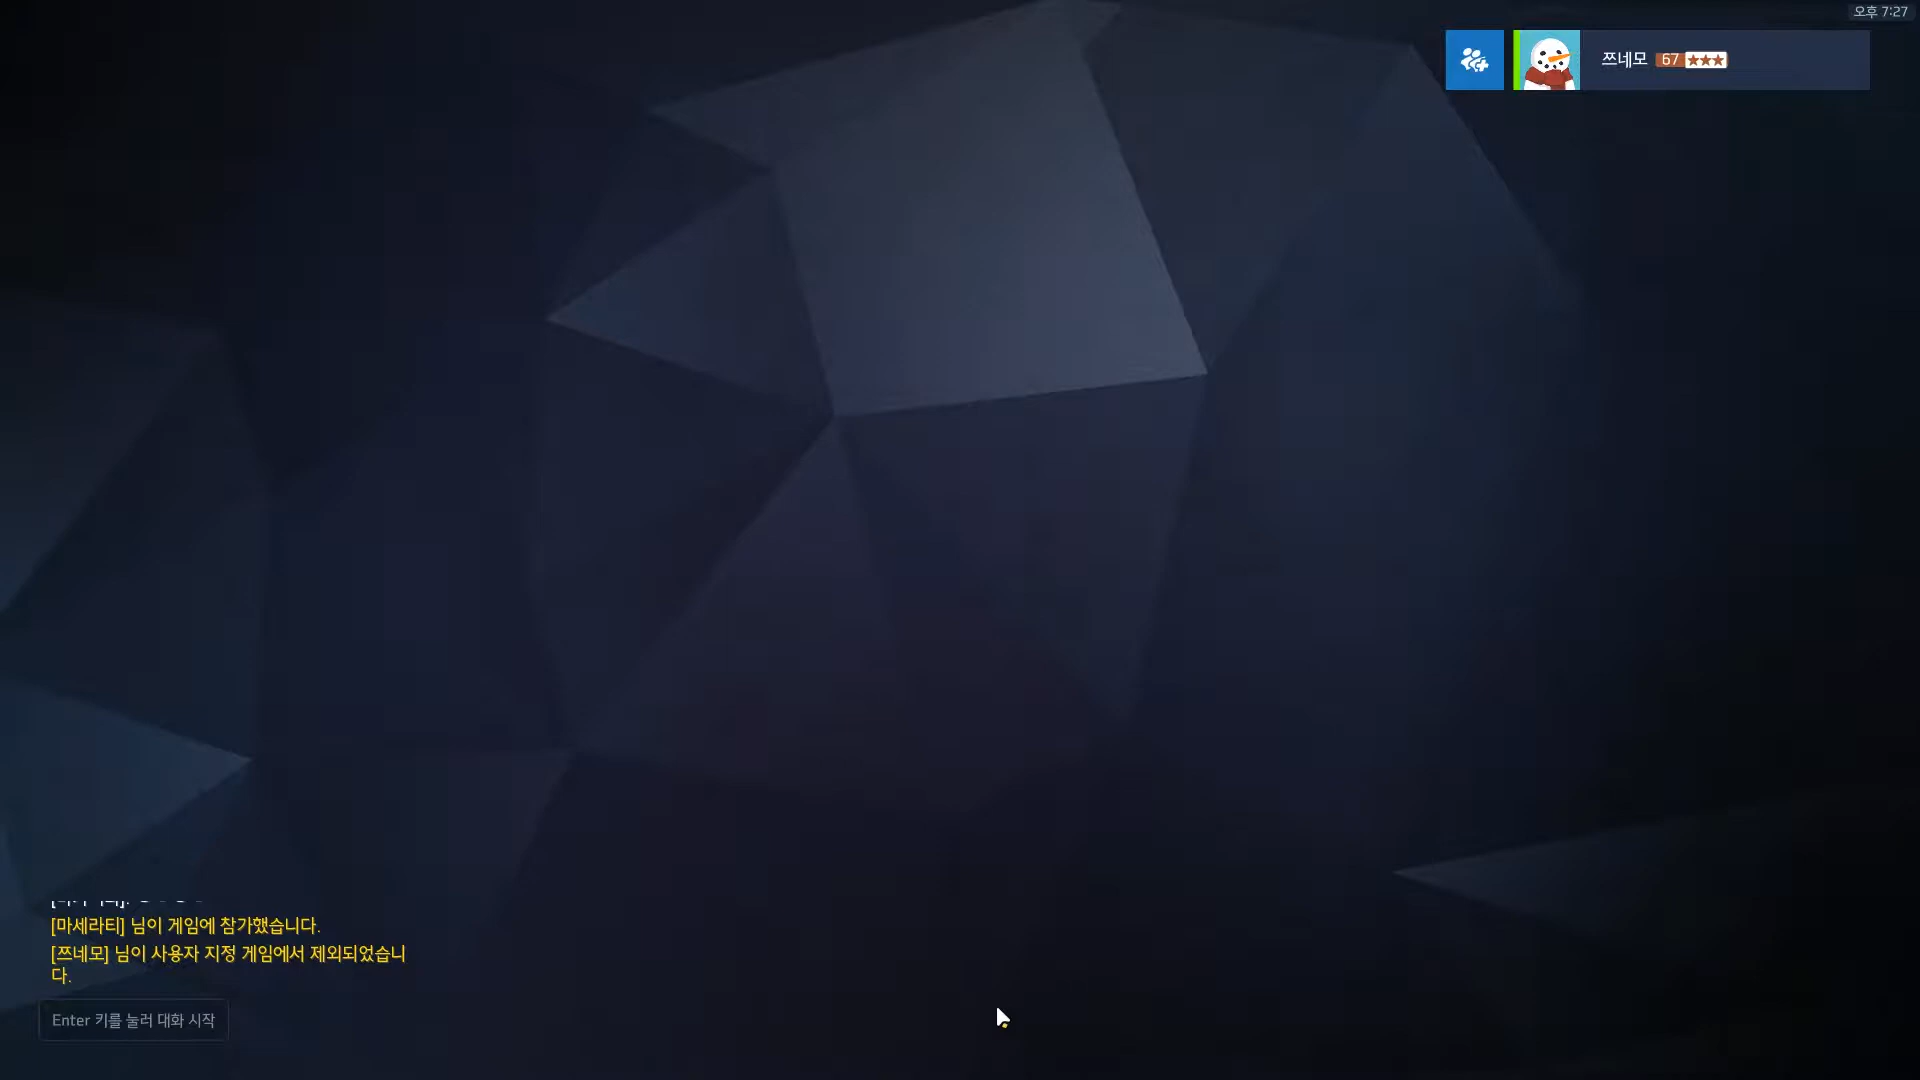 오후 7:27
쯔네모 67
[마세라티] 님이 게임에 참가했습니다.
[쯔네모] 님이 사용자 지정 게임에서 제외되었습니
다.
Enter 키를 눌러 대화 시작